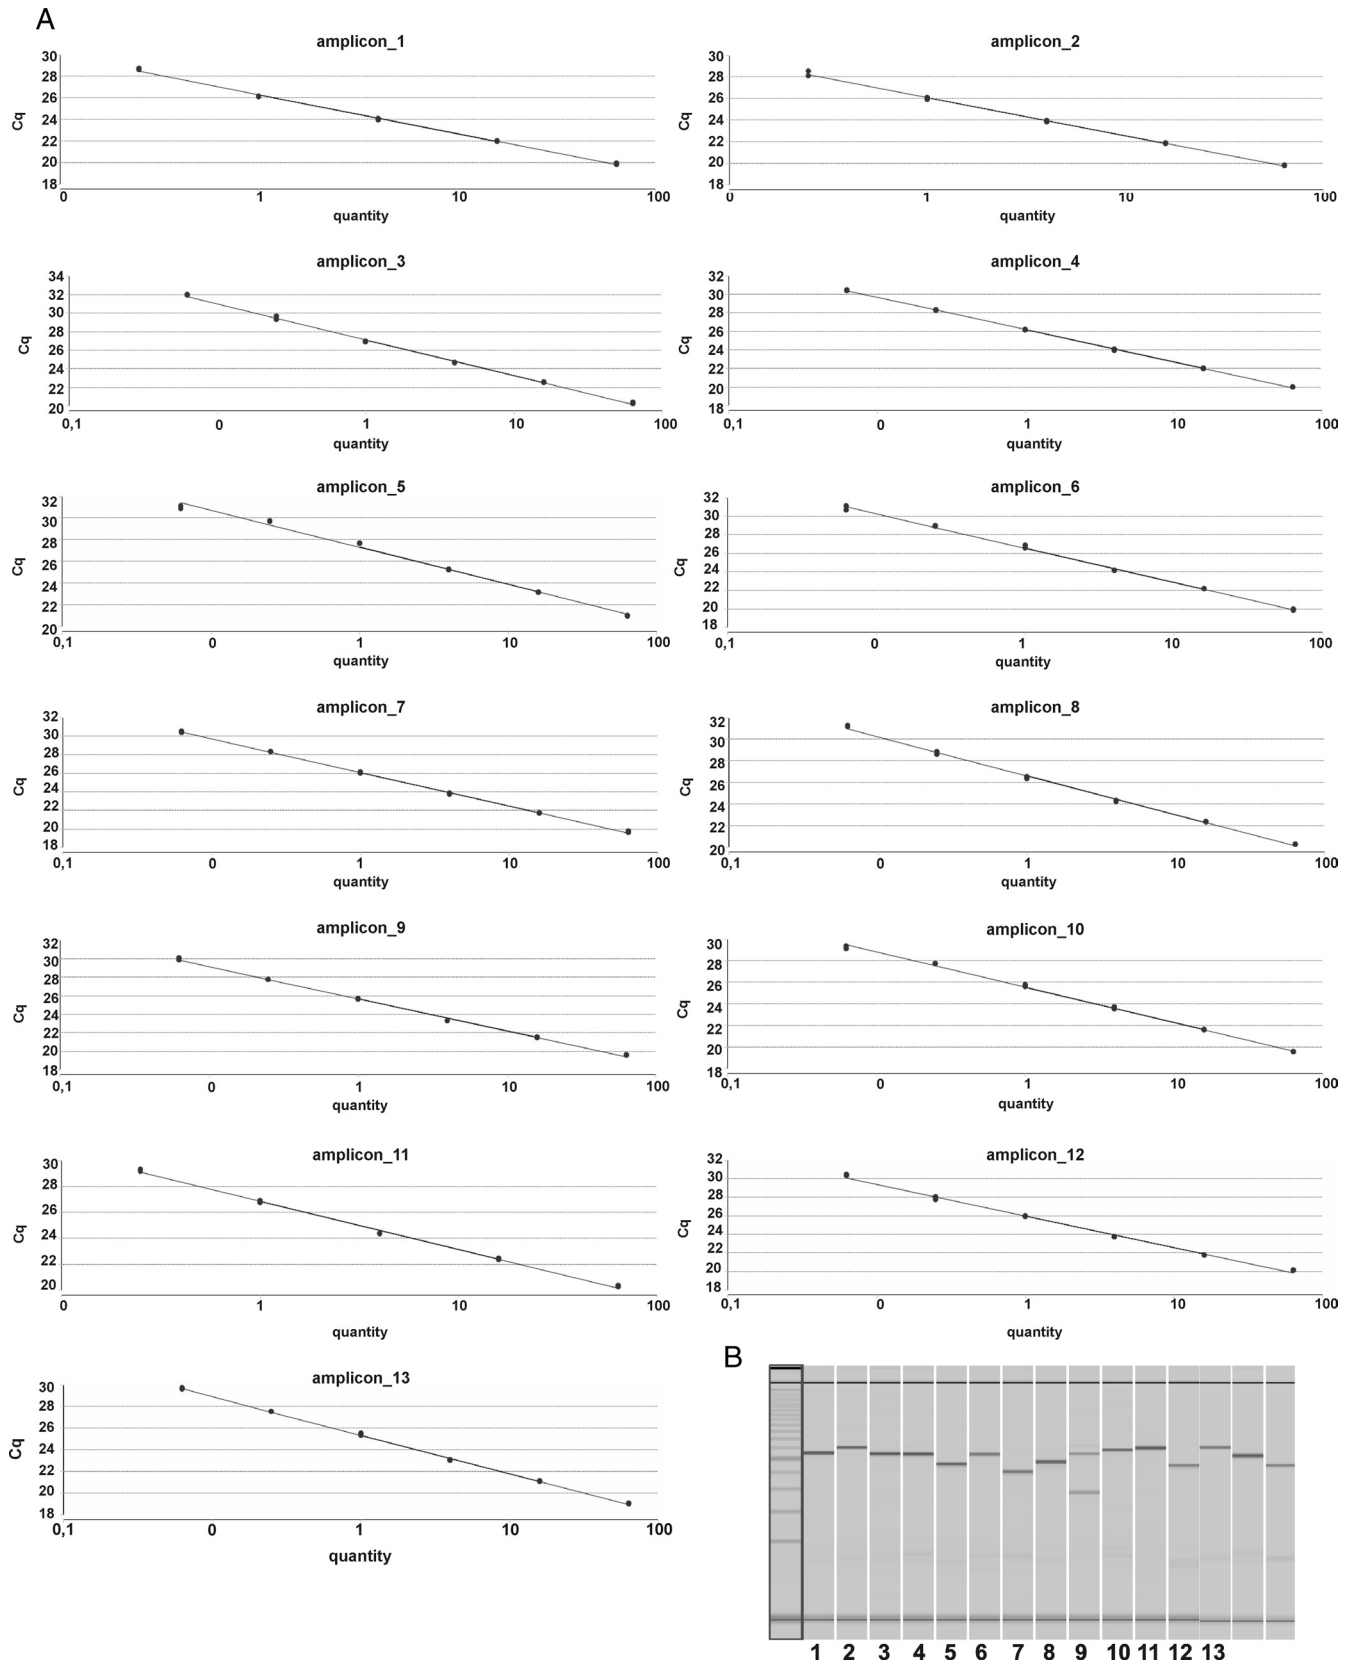 A
amplicon_1
30
28
26
24
22
20
18
Cq
0 1 10 100
quantity
amplicon_2
30
28
26
24
22
20
18
Cq
0 1 10 100
quantity
amplicon_3
34
32
30
28
26
24
22
20
Cq
0,1 0 1 10 100
quantity
amplicon_4
32
30
28
26
24
22
20
18
Cq
0,1 0 1 10 100
quantity
amplicon_5
32
30
28
26
24
22
20
Cq
0,1 0 1 10 100
quantity
amplicon_6
32
30
28
26
24
22
20
18
Cq
0,1 0 1 10 100
quantity
amplicon_7
32
30
28
26
24
22
20
18
Cq
0,1 0 1 10 100
quantity
amplicon_8
32
30
28
26
24
22
20
Cq
0,1 0 1 10 100
quantity
amplicon_9
32
30
28
26
24
22
20
18
Cq
0,1 0 1 10 100
quantity
amplicon_10
30
28
26
24
22
20
18
Cq
0,1 0 1 10 100
quantity
amplicon_11
30
28
26
24
22
20
Cq
0 1 10 100
quantity
amplicon_12
32
30
28
26
24
22
20
18
Cq
0,1 0 1 10 100
quantity
amplicon_13
30
28
26
24
22
20
18
Cq
0,1 0 1 10 100
quantity
B
1 2 3 4 5 6 7 8 9 10 11 12 13